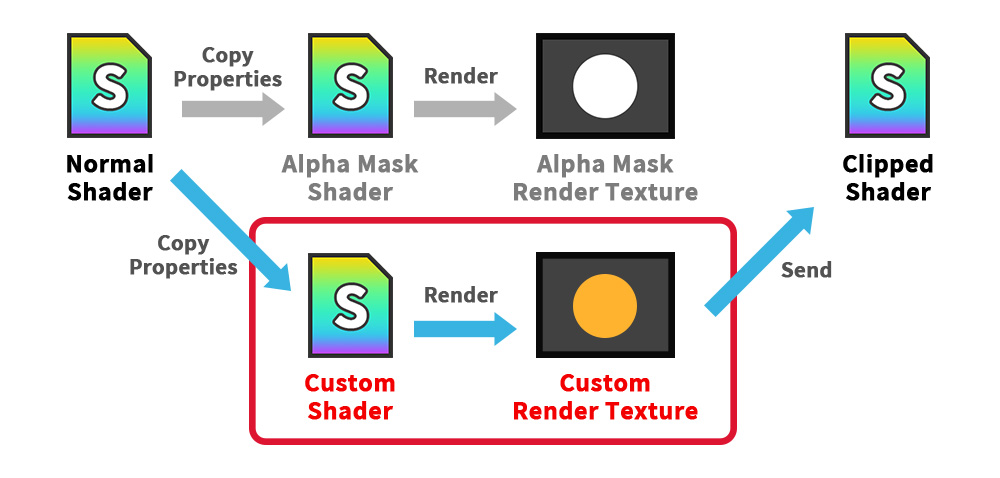 S
Copy
Properties
S
Render
S
Normal
Shader
Alpha Mask
Shader
Alpha Mask
Render Texture
Clipped
Shader
Copy
Properties
S
Render
Send
Custom
Shader
Custom
Render Texture